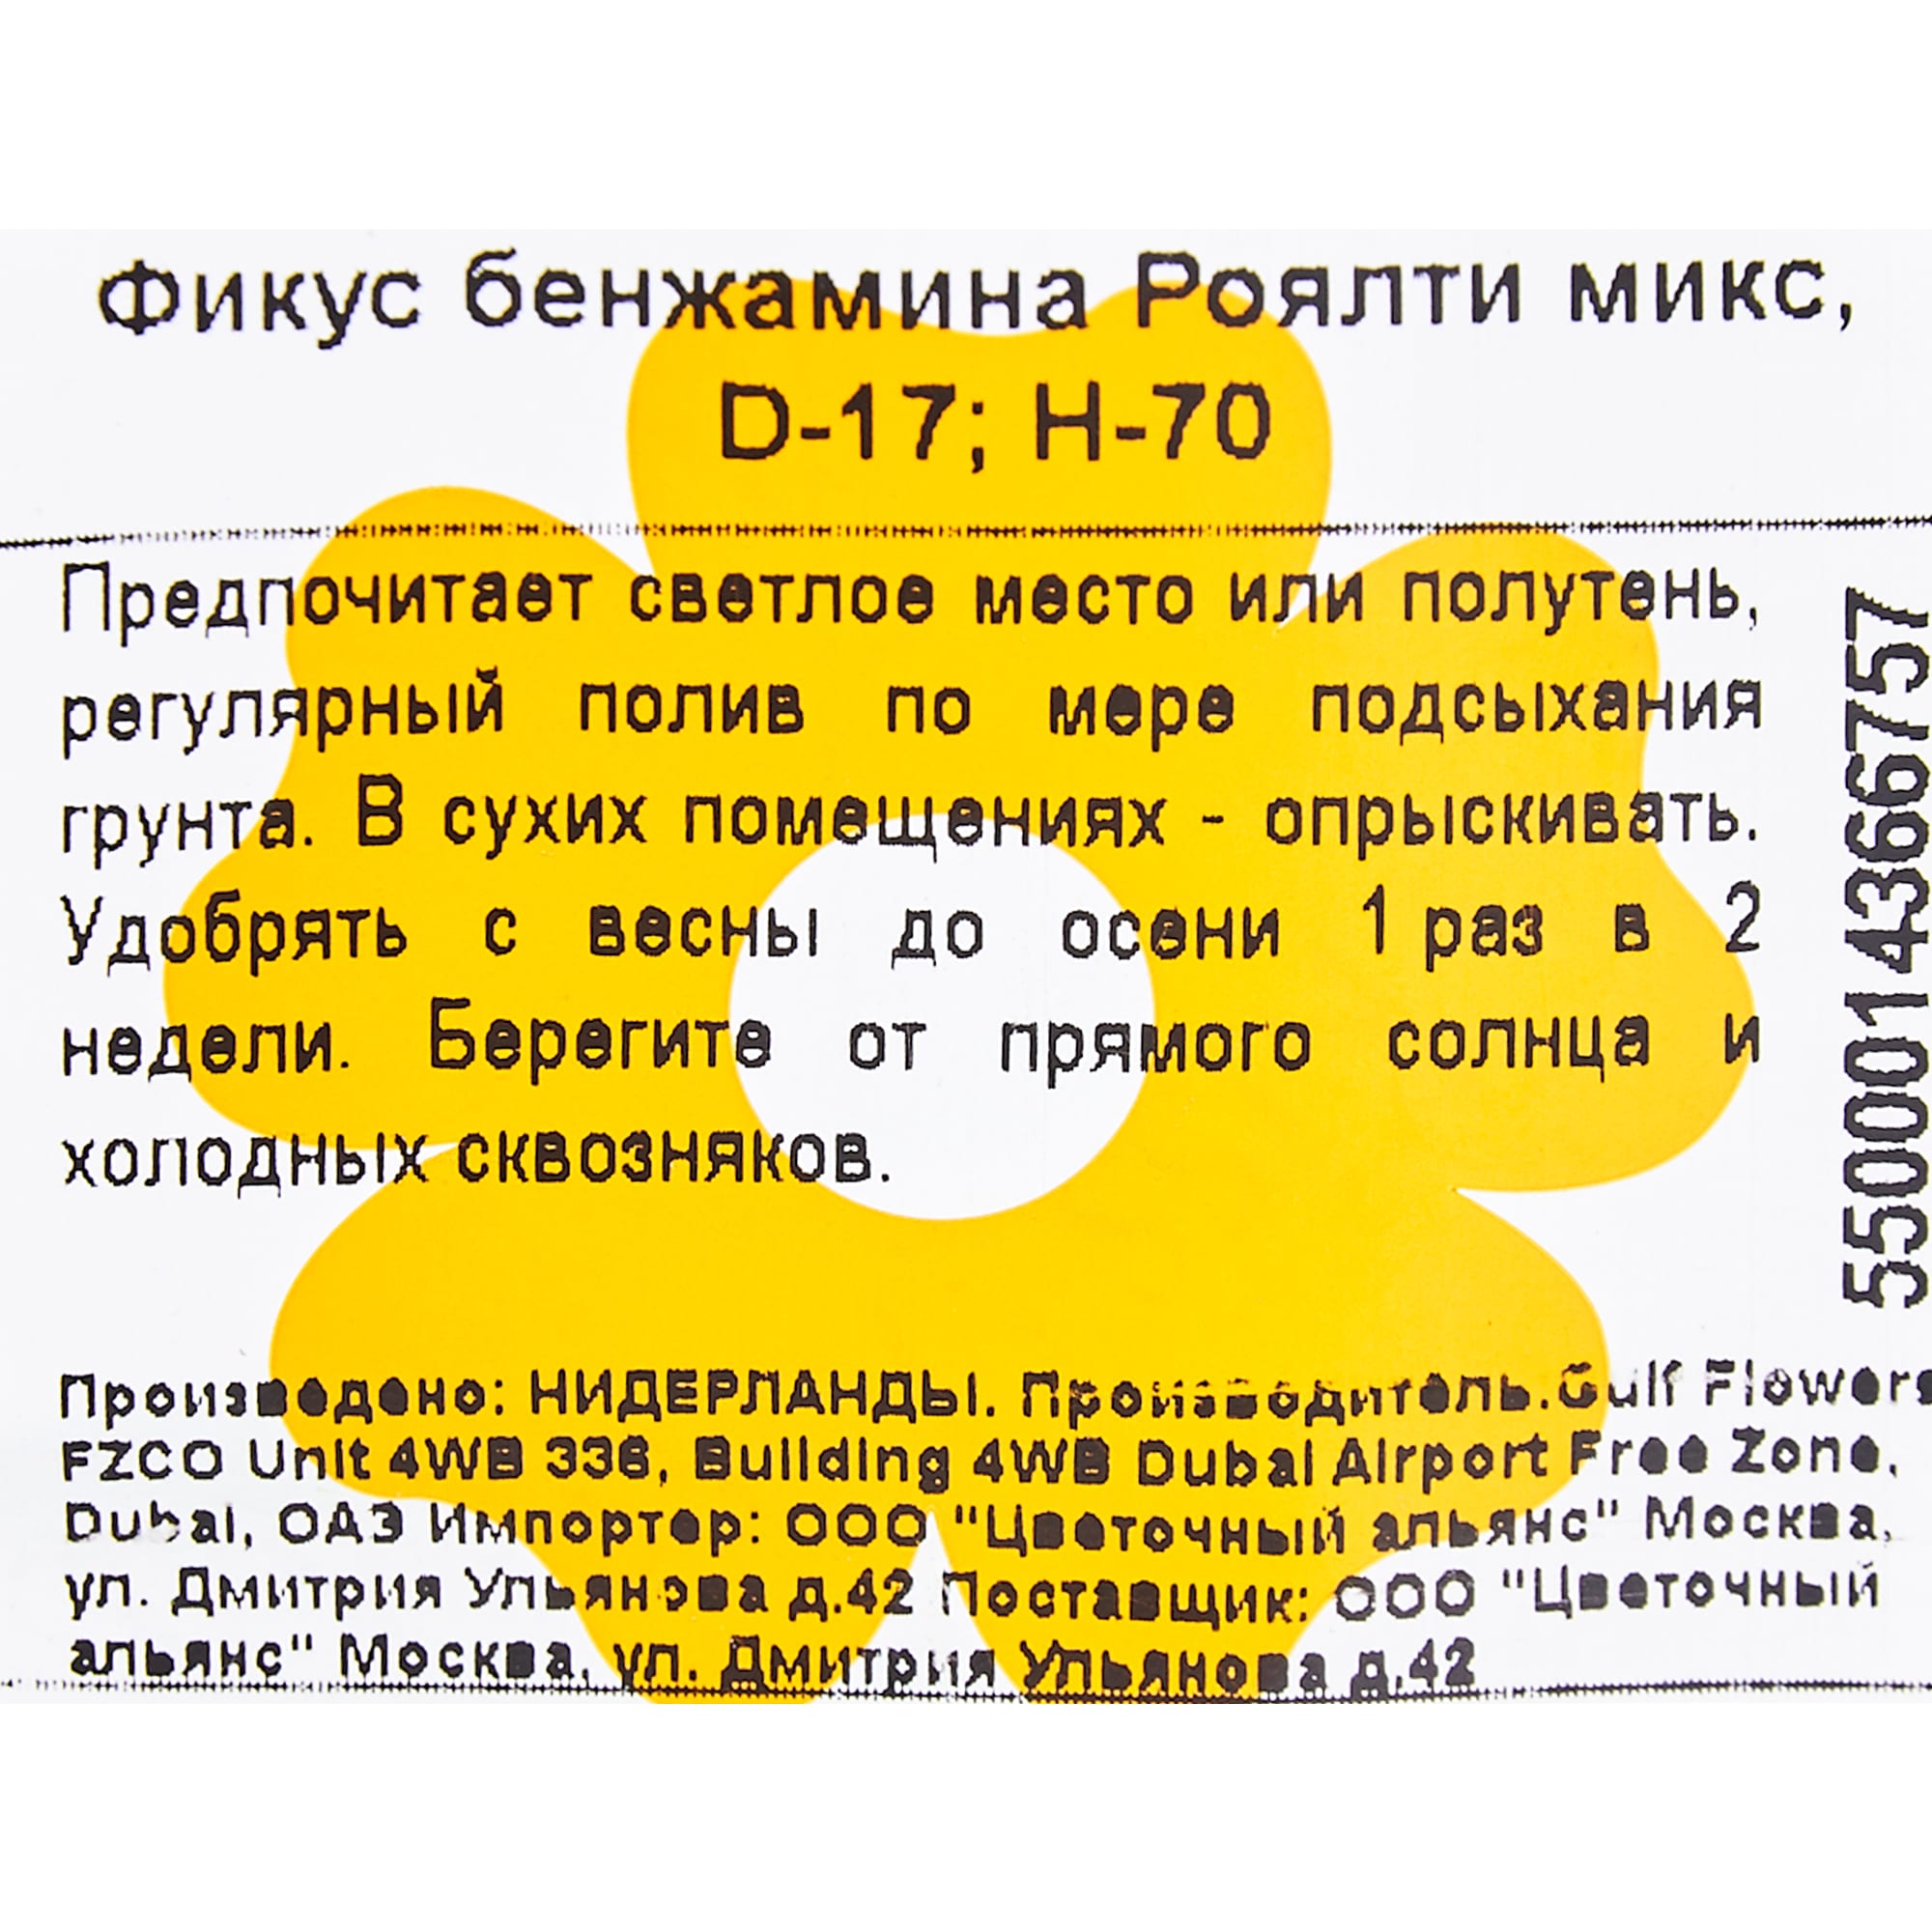 Фикус бенжамина Роялти микс,
D-17; H-70
Предпочитает светлое место или полутень,
регулярный полив по мере подсыхания
грунта. В сухих помещениях - опрыскивать.
Удобрять с весны до осени 1 раз в 2
недели. Берегите от прямого солнца и
холодных сквозняков.
5500014366757
Произведено: НИДЕРЛАНДЫ. Производитель.Gulf Flowers
FZCO Unit 4WB 336, Building 4WB Dubai Airport Free Zone,
Dubai, ОАЭ Импортер: ООО "Цветочный альянс" Москва,
ул. Дмитрия Ульянова д.42 Поставщик: ООО "Цветочный
альянс" Москва, ул. Дмитрия Ульянова д.42